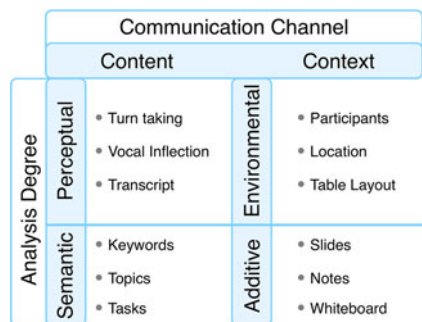 Communication Channel
Content
Context
Analysis Degree
Perceptual
Turn taking
Vocal Inflection
Transcript
Environmental
Participants
Location
Table Layout
Semantic
Keywords
Topics
Tasks
Additive
Slides
Notes
Whiteboard